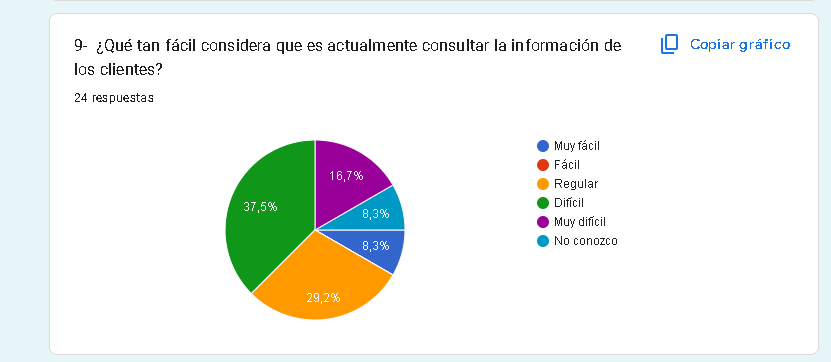 9- ¿Qué tan fácil considera que es actualmente consultar la información de
los clientes?
Copiar gráfico
24 respuestas
16,7%
37,5%
8,3%
8,3%
29,2%
Muy fácil
Fácil
Regular
Difícil
Muy difícil
No conozco